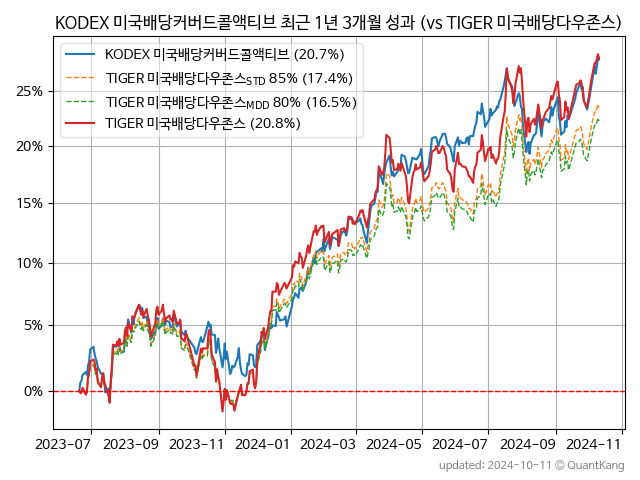 KODEX 미국배당커버드콜액티브 최근 1년 3개월 성과 (vs TIGER 미국배당다우존스)
KODEX 미국배당커버드콜액티브 (20.7%)
TIGER 미국배당다우존스STD 85% (17.4%)
TIGER 미국배당다우존스MDD 80% (16.5%)
TIGER 미국배당다우존스 (20.8%)
25%
20%
15%
10%
5%
0%
2023-07 2023-09 2023-11 2024-01 2024-03 2024-05 2024-07 2024-09 2024-11
updated: 2024-10-11 © QuantKang